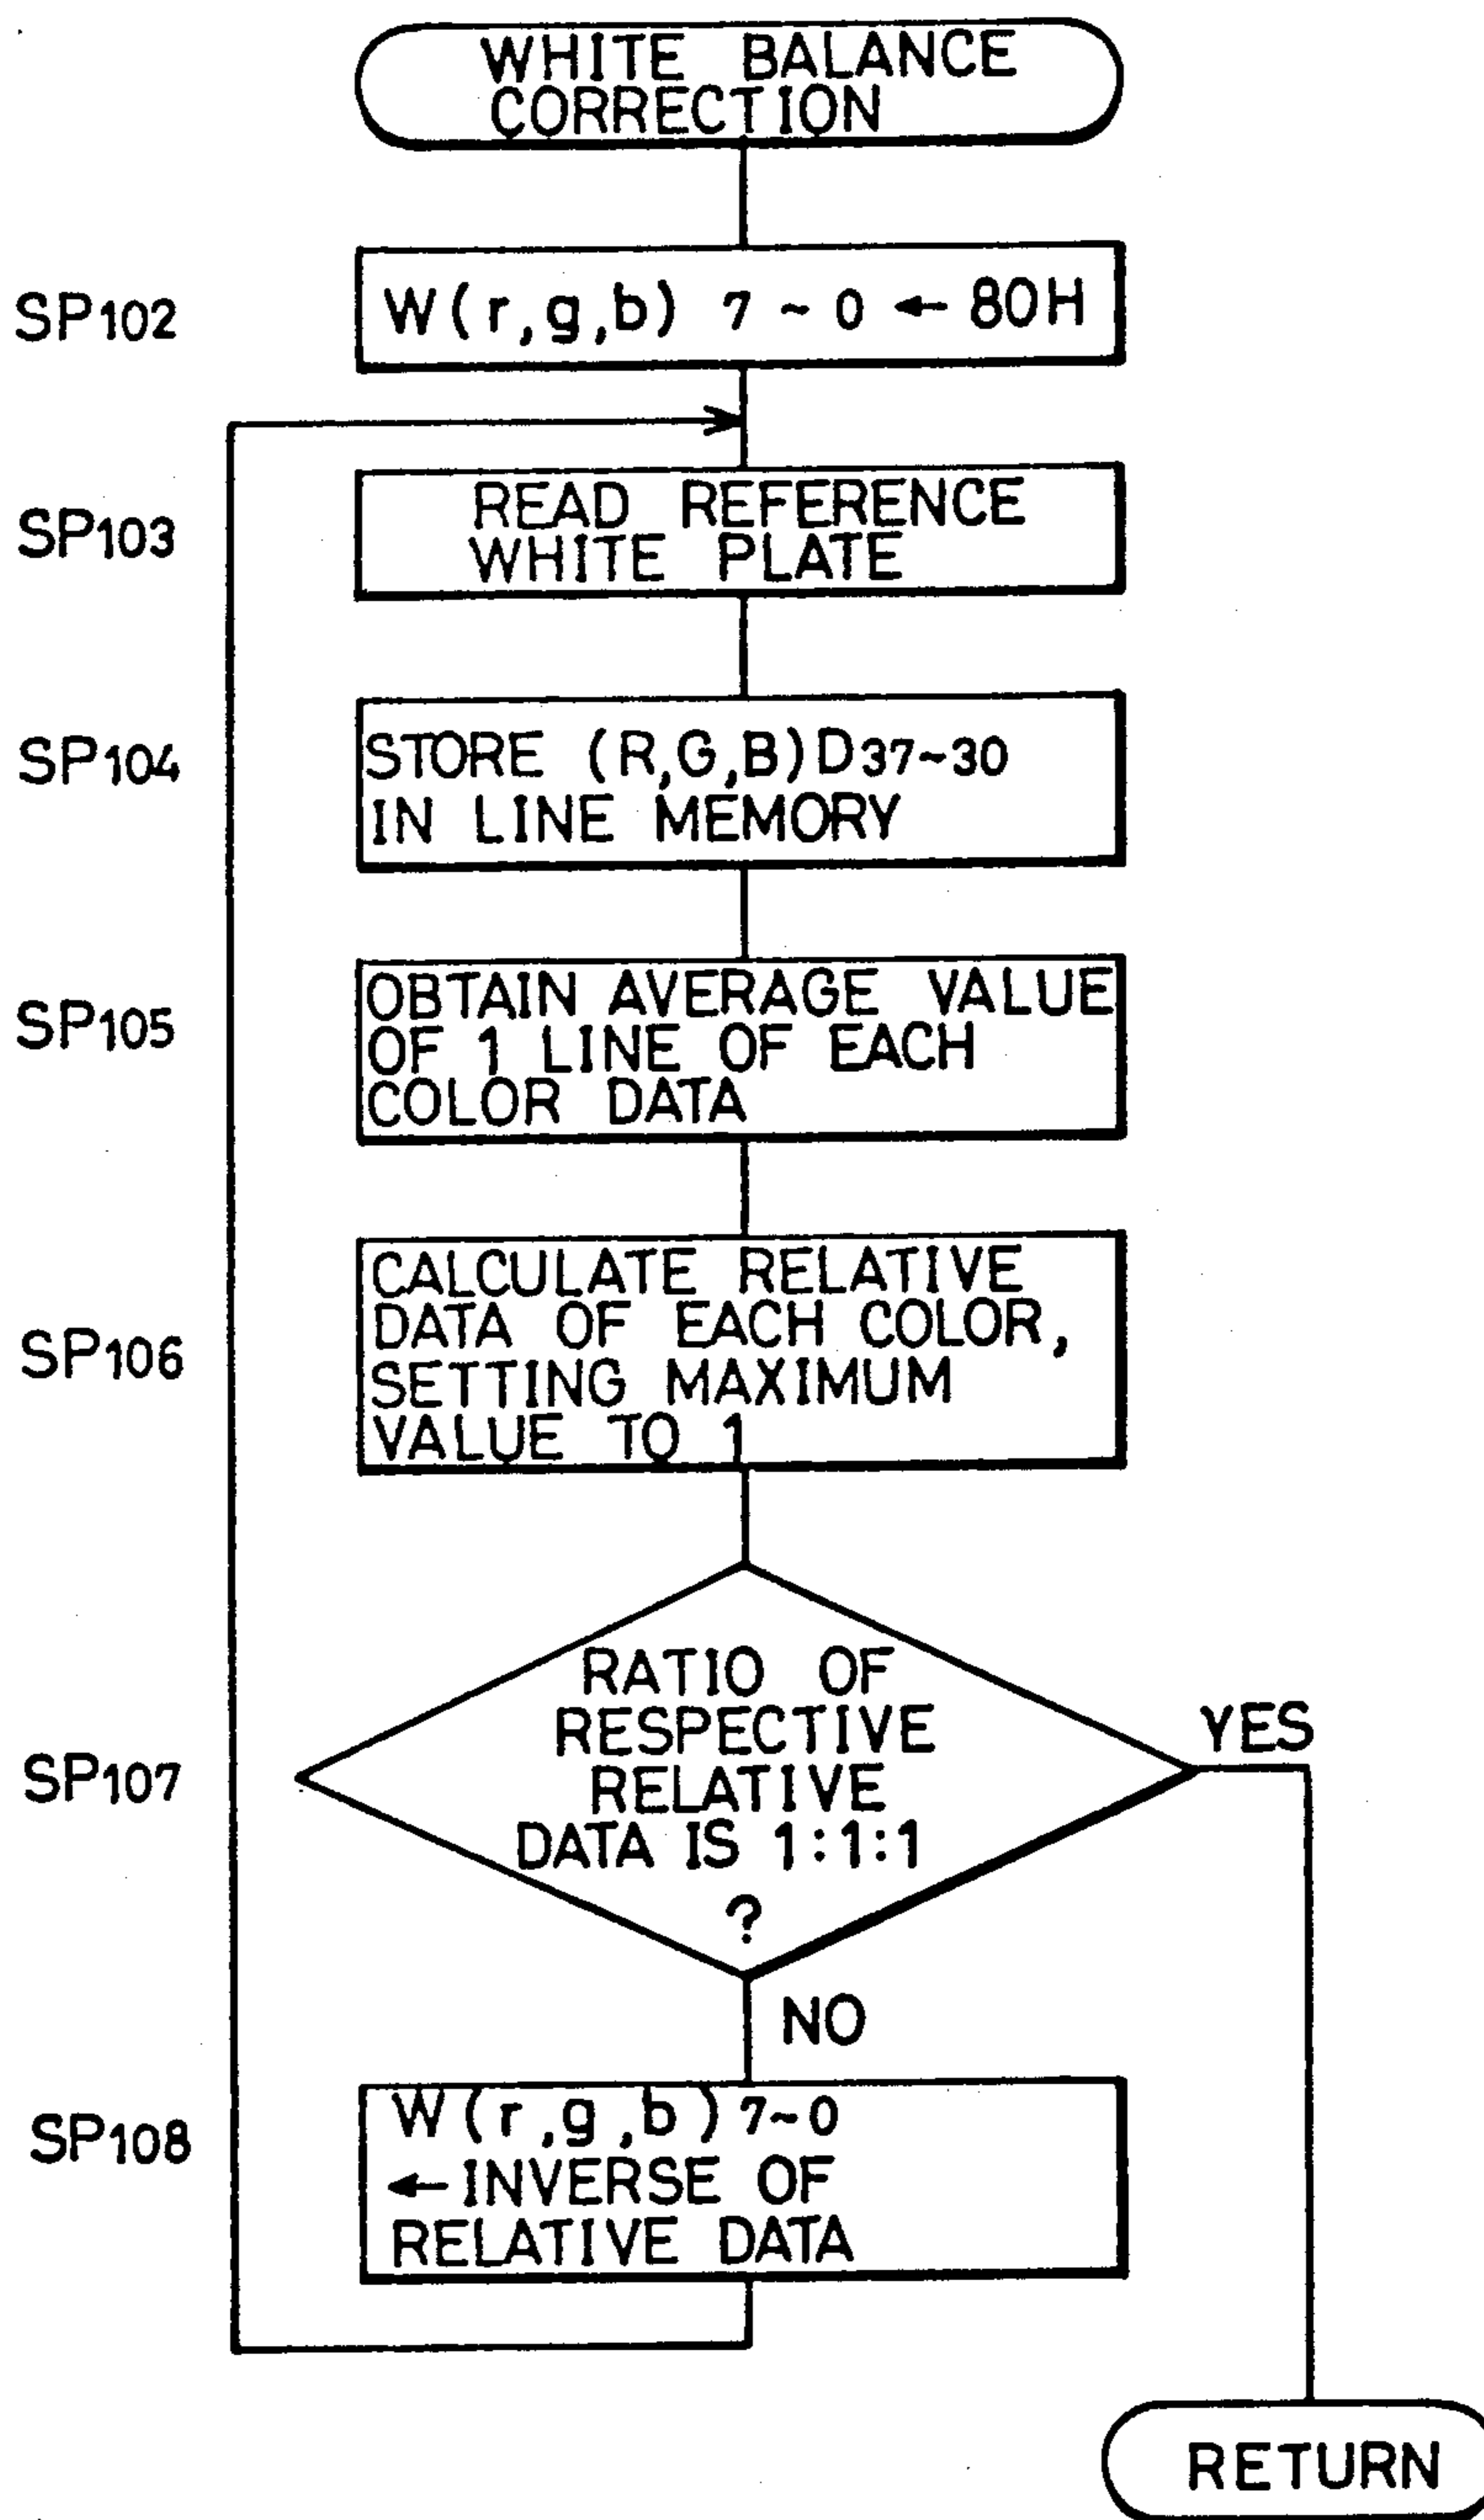 WHITE BALANCE
CORRECTION
SP102
W(r,g,b) 7~0 ← 80H
SP103
READ REFERENCE
WHITE PLATE
SP104
STORE (R,G,B)D37~30
IN LINE MEMORY
SP105
OBTAIN AVERAGE VALUE
OF 1 LINE OF EACH
COLOR DATA
SP106
CALCULATE RELATIVE
DATA OF EACH COLOR,
SETTING MAXIMUM
VALUE TO 1
SP107
RATIO OF
RESPECTIVE
RELATIVE
DATA IS 1:1:1
?
YES
NO
SP108
W(r,g,b)7~0
←INVERSE OF
RELATIVE DATA
RETURN